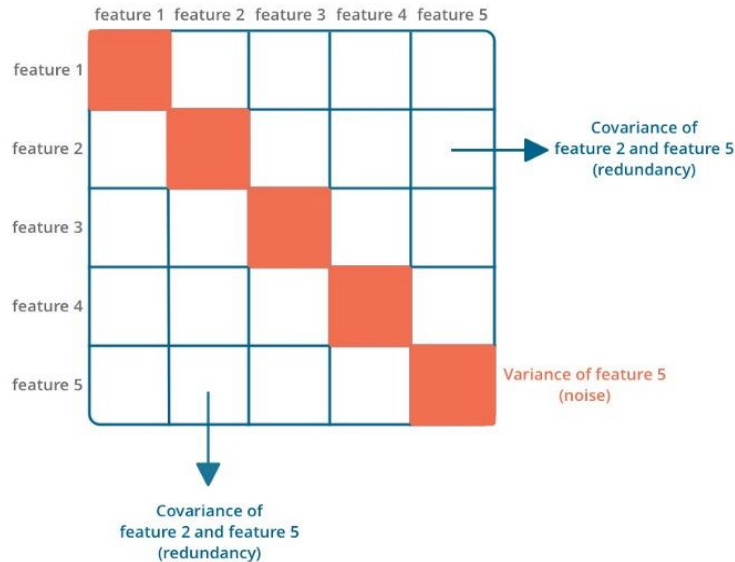 feature 1 feature 2 feature 3 feature 4 feature 5
feature 1
feature 2
feature 3
feature 4
feature 5
Covariance of
feature 2 and feature 5
(redundancy)
Variance of feature 5
(noise)
Covariance of
feature 2 and feature 5
(redundancy)